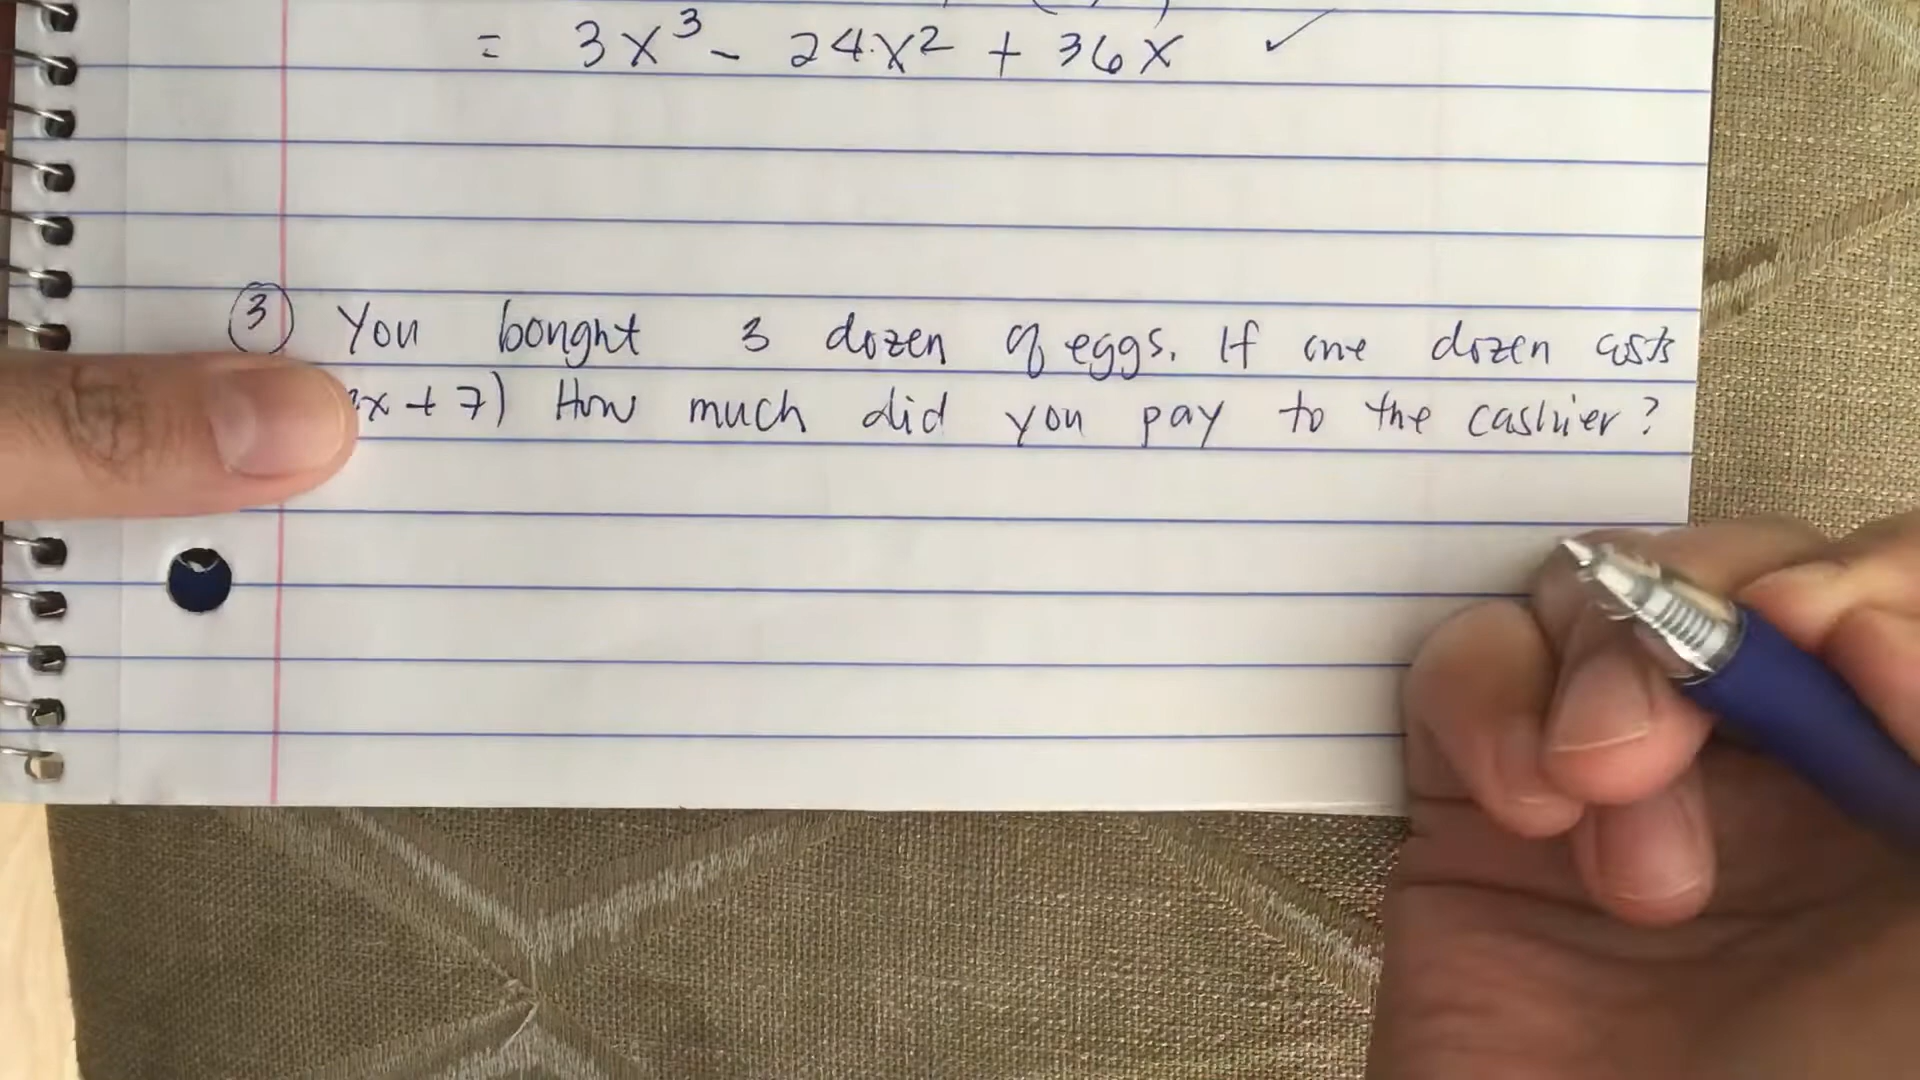 = 3x³ - 24x² + 36x ✓
③ You bought 3 dozen of eggs. If one dozen costs
x + 7) How much did you pay to the cashier?